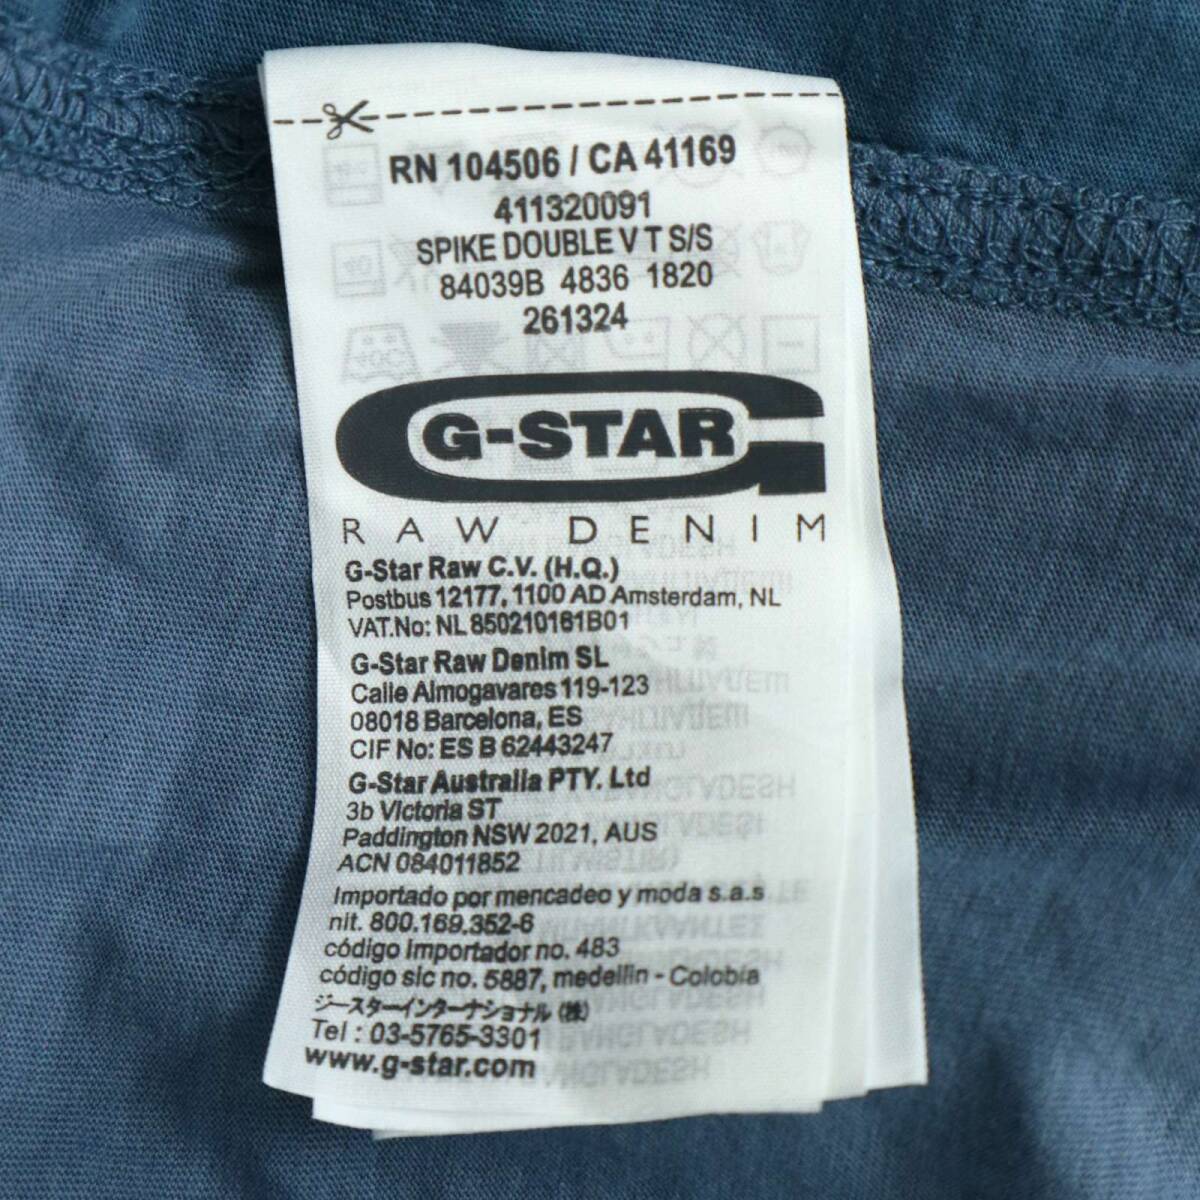 RN 104506 / CA 41169
411320091
SPIKE DOUBLE V T S/S
84039B 4836 1820
261324
G-STAR
RAW DENIM
G-Star Raw C.V. (H.Q.)
Postbus 12177, 1100 AD Amsterdam, NL
VAT.No: NL 850210161B01
G-Star Raw Denim SL
Calle Almogavares 119-123
08018 Barcelona, ES
CIF No: ES B 62443247
G-Star Australia PTY. Ltd
3b Victoria ST
Paddington NSW 2021, AUS
ACN 084011852
Importado por mencadeo y moda s.a.s
nit. 800.169.352-6
código Importador no. 483
código sic no. 5887, medellin - Colobia
ジースターインターナショナル(株)
Tel : 03-5765-3301
www.g-star.com